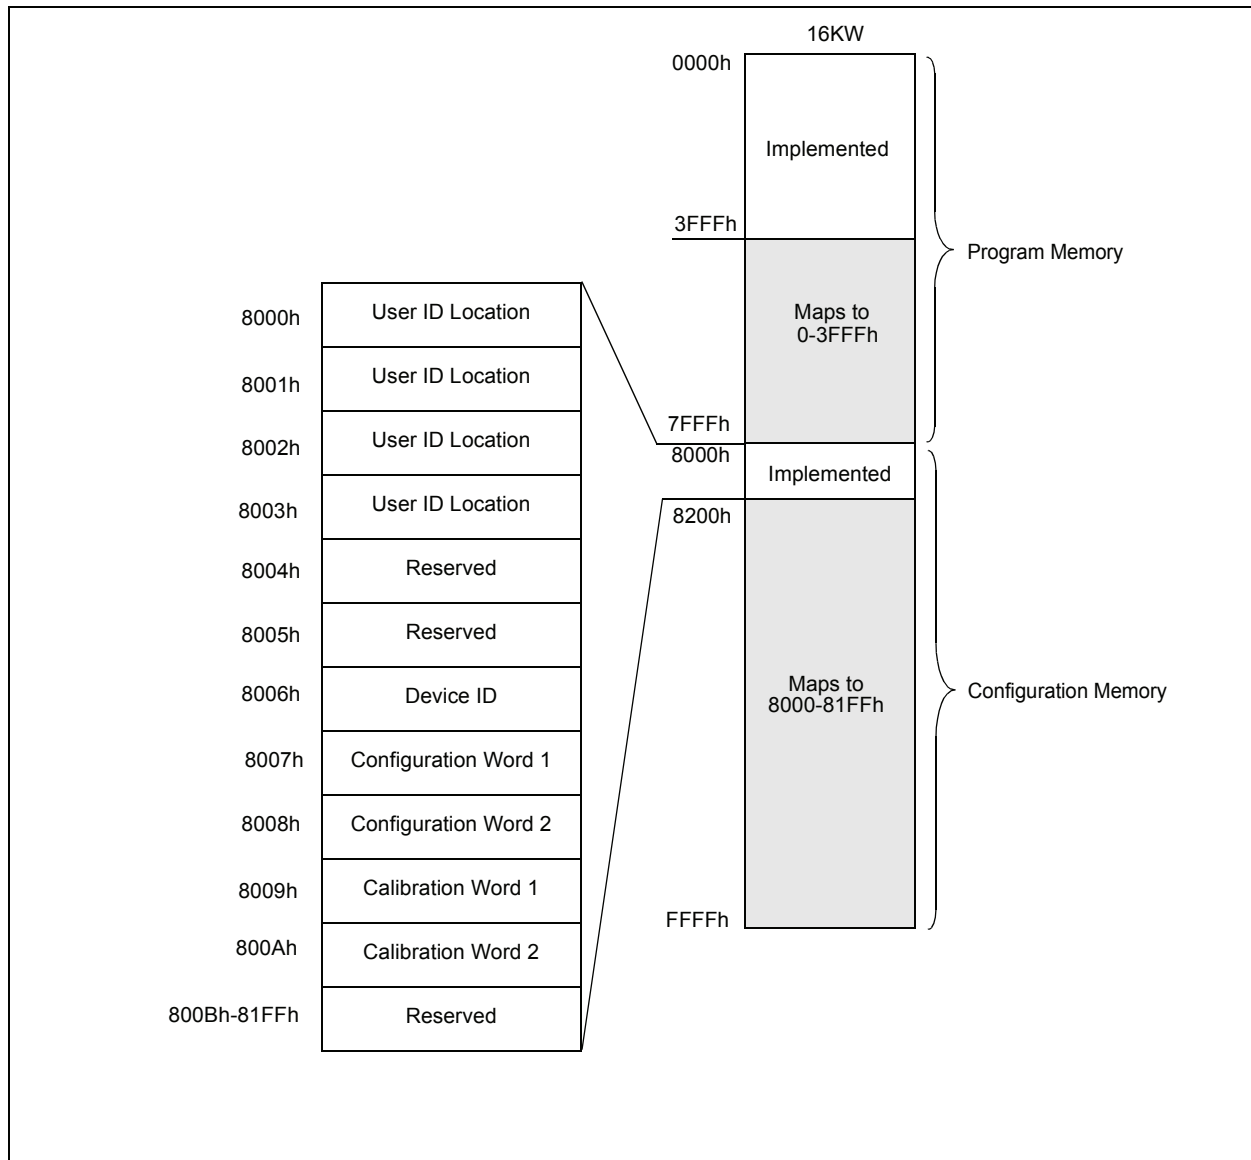 16KW
0000h
Implemented
3FFFh
Program Memory
Maps to
0-3FFFh
7FFFh
8000h
Implemented
8200h
Maps to
8000-81FFh
Configuration Memory
FFFFh
8000h User ID Location
8001h User ID Location
8002h User ID Location
8003h User ID Location
8004h Reserved
8005h Reserved
8006h Device ID
8007h Configuration Word 1
8008h Configuration Word 2
8009h Calibration Word 1
800Ah Calibration Word 2
800Bh-81FFh Reserved